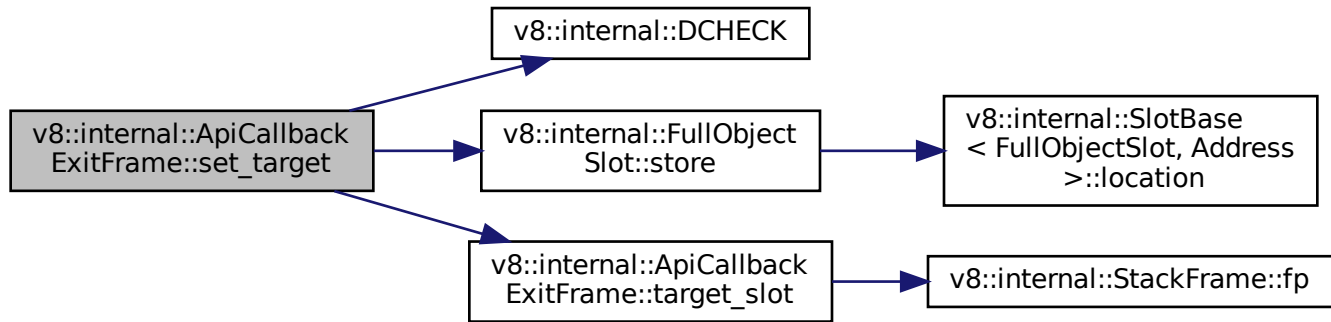 v8::internal::DCHECK
v8::internal::ApiCallback
ExitFrame::set_target
v8::internal::FullObject
Slot::store
v8::internal::SlotBase
< FullObjectSlot, Address
>::location
v8::internal::ApiCallback
ExitFrame::target_slot
v8::internal::StackFrame::fp